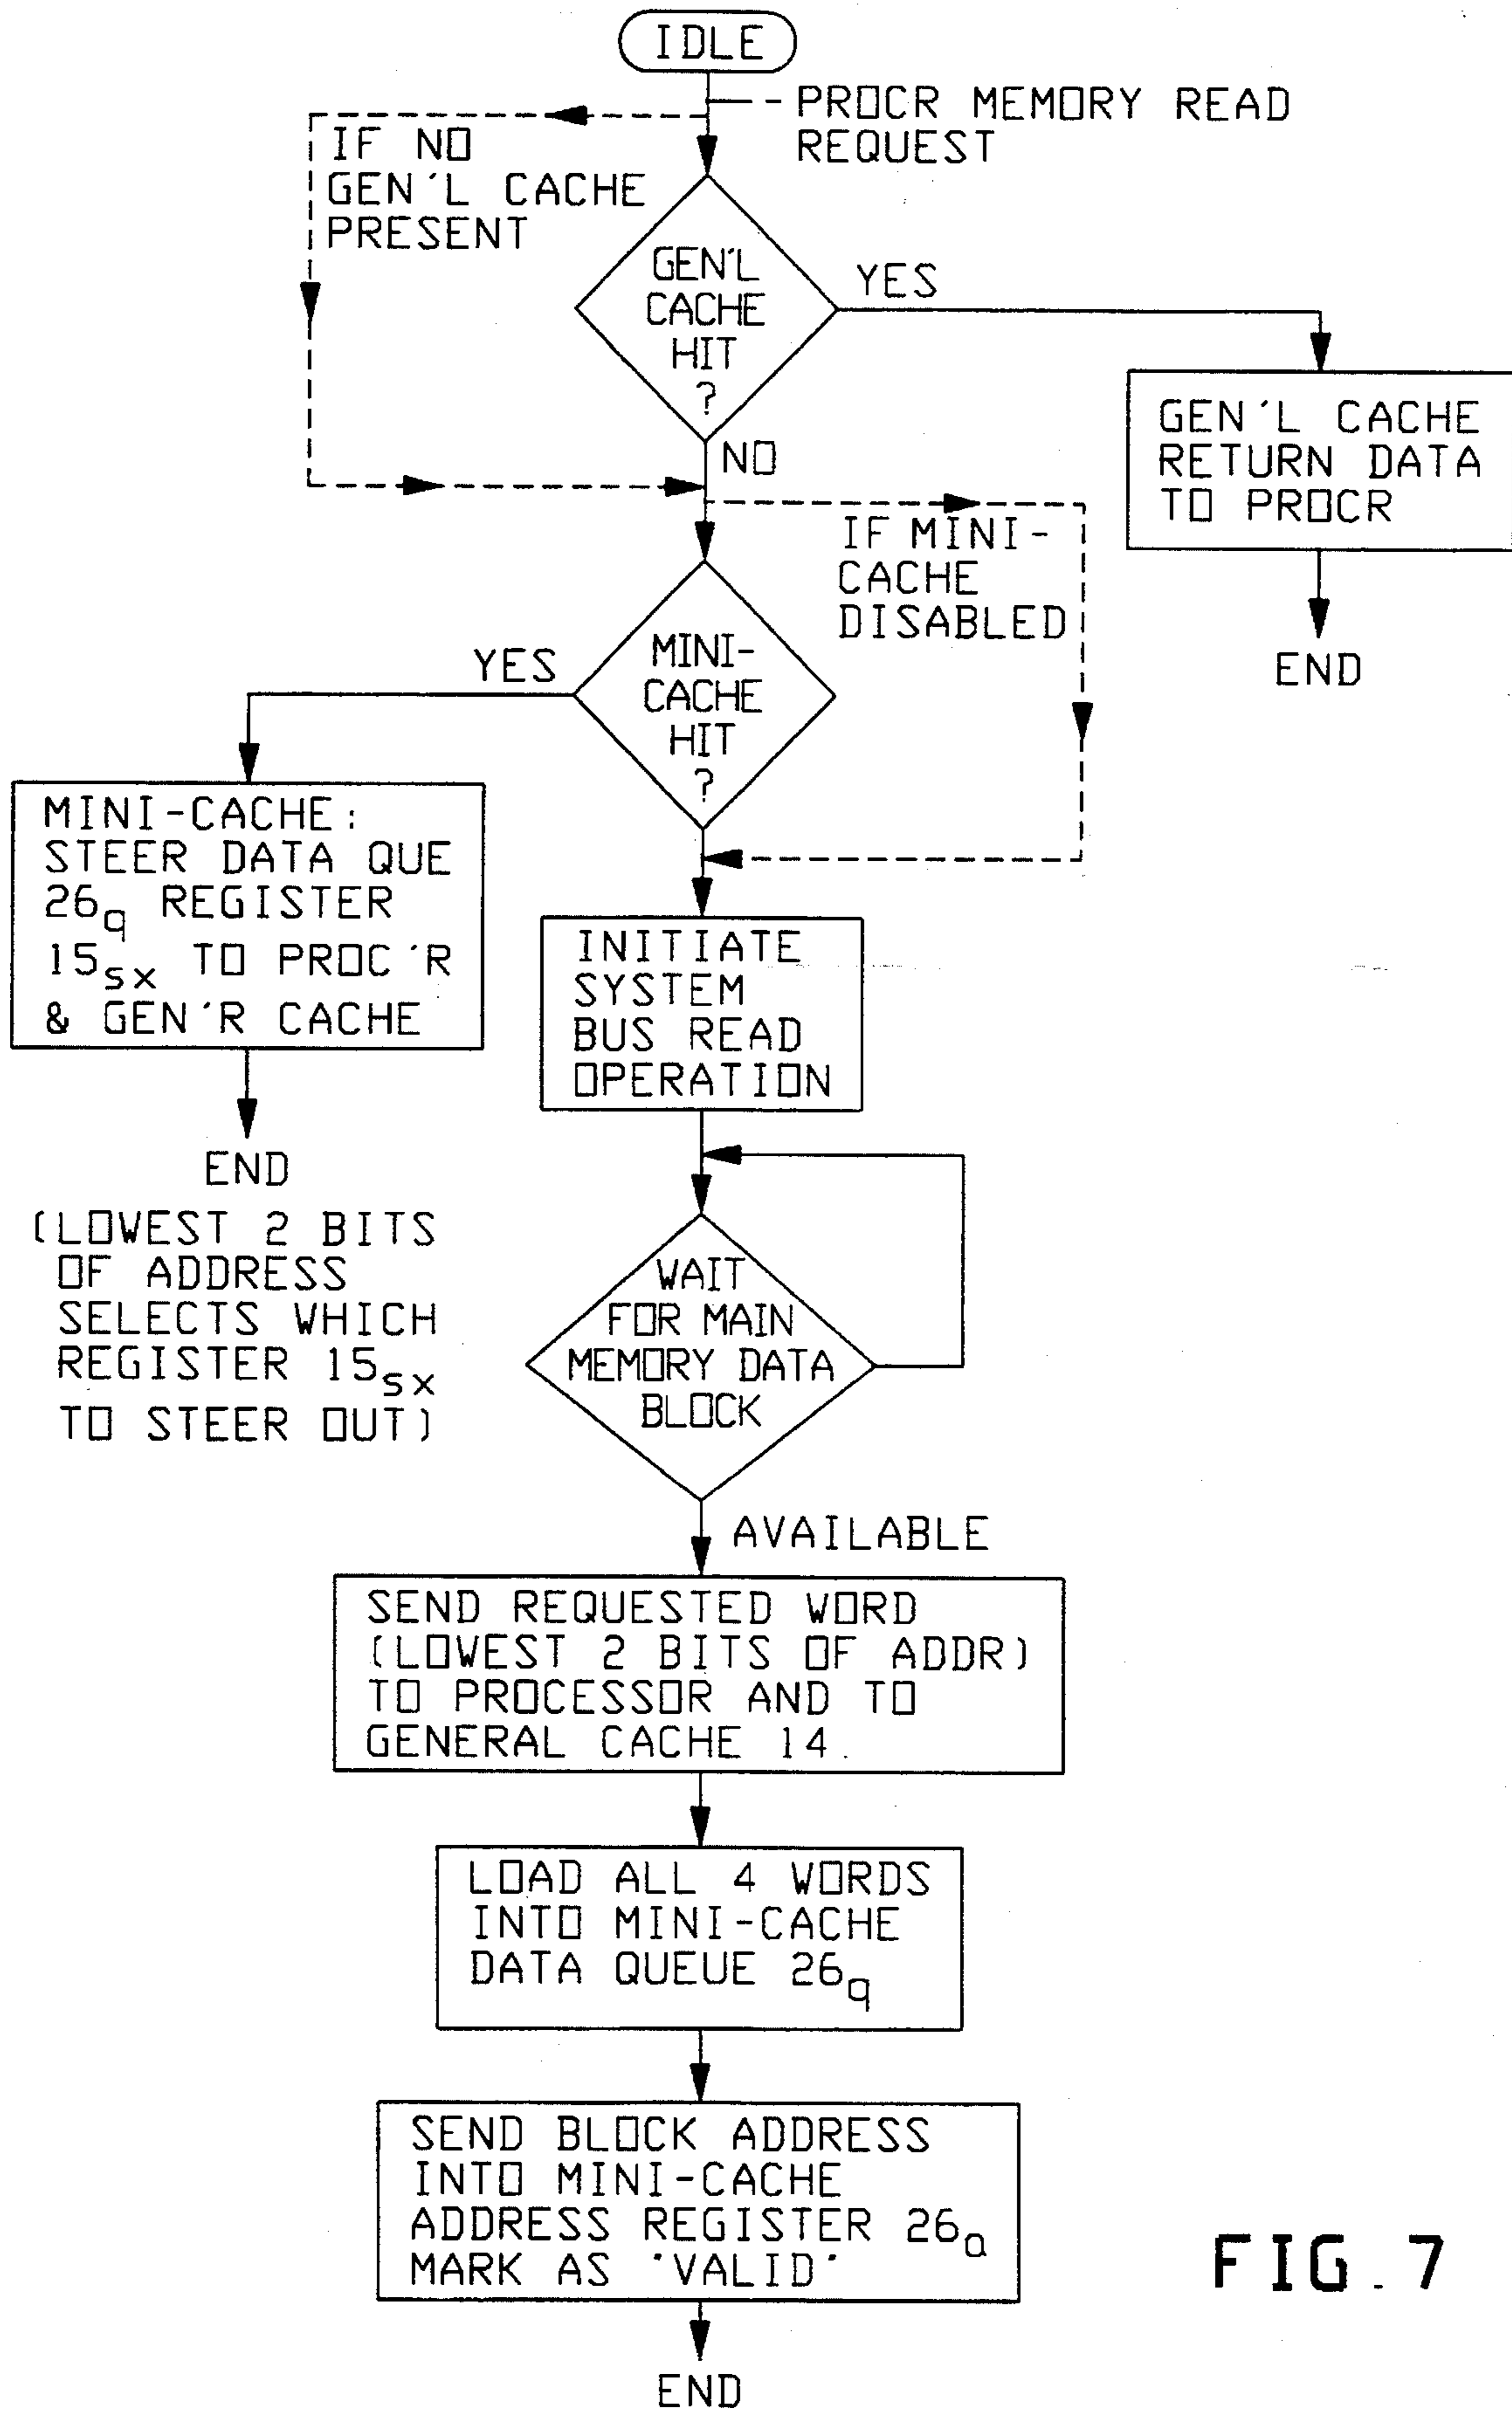 IDLE
PROCR MEMORY READ
REQUEST
IF NO
GEN'L CACHE
PRESENT
GEN'L
CACHE
HIT
?
YES
NO
GEN'L CACHE
RETURN DATA
TO PROCR
END
IF MINI-
CACHE
DISABLED
MINI-
CACHE
HIT
?
YES
MINI-CACHE:
STEER DATA QUE
26q REGISTER
15sx TO PROC'R
& GEN'R CACHE
END
(LOWEST 2 BITS
OF ADDRESS
SELECTS WHICH
REGISTER 15sx
TO STEER OUT)
INITIATE
SYSTEM
BUS READ
OPERATION
WAIT
FOR MAIN
MEMORY DATA
BLOCK
AVAILABLE
SEND REQUESTED WORD
(LOWEST 2 BITS OF ADDR)
TO PROCESSOR AND TO
GENERAL CACHE 14.
LOAD ALL 4 WORDS
INTO MINI-CACHE
DATA QUEUE 26q
SEND BLOCK ADDRESS
INTO MINI-CACHE
ADDRESS REGISTER 26a
MARK AS 'VALID'
END
FIG. 7